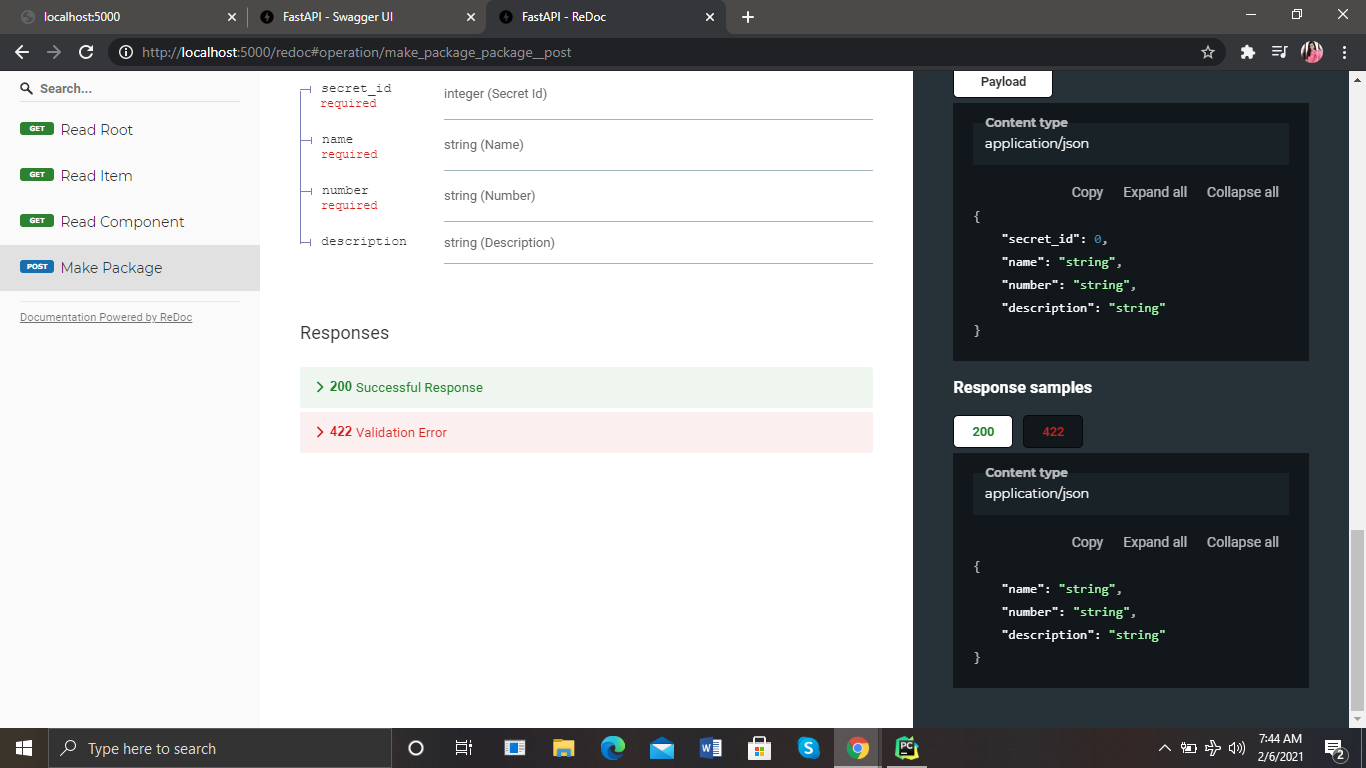 localhost:5000
FastAPI - Swagger UI
FastAPI - ReDoc
http://localhost:5000/redoc#operation/make_package_package__post
Search...
GET Read Root
GET Read Item
GET Read Component
POST Make Package
Documentation Powered by ReDoc
secret_id
required
integer (Secret Id)
name
required
string (Name)
number
required
string (Number)
description
string (Description)
Responses
200 Successful Response
422 Validation Error
Payload
Content type
application/json
Copy Expand all Collapse all
{
"secret_id": 0,
"name": "string",
"number": "string",
"description": "string"
}
Response samples
200 422
Content type
application/json
Copy Expand all Collapse all
{
"name": "string",
"number": "string",
"description": "string"
}
Type here to search
W
S
PC
7:44 AM
2/6/2021
2